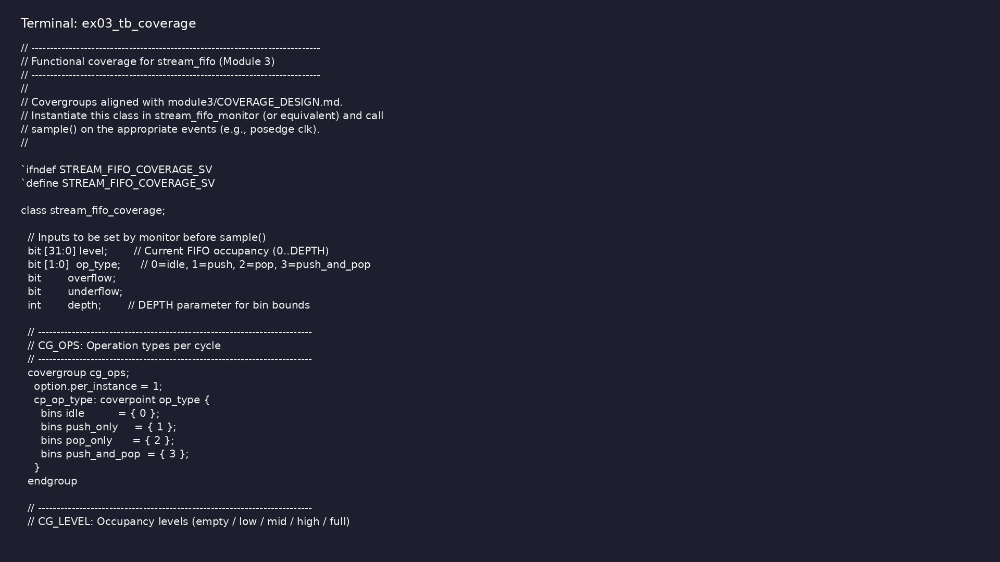 Terminal: ex03_tb_coverage
// -----------------------------------------------------------------------------
// Functional coverage for stream_fifo (Module 3)
// -----------------------------------------------------------------------------
//
// Covergroups aligned with module3/COVERAGE_DESIGN.md.
// Instantiate this class in stream_fifo_monitor (or equivalent) and call
// sample() on the appropriate events (e.g., posedge clk).
//
`ifndef STREAM_FIFO_COVERAGE_SV
`define STREAM_FIFO_COVERAGE_SV
class stream_fifo_coverage;
  // Inputs to be set by monitor before sample()
  bit [31:0] level;        // Current FIFO occupancy (0..DEPTH)
  bit [1:0]  op_type;      // 0=idle, 1=push, 2=pop, 3=push_and_pop
  bit        overflow;
  bit        underflow;
  int        depth;        // DEPTH parameter for bin bounds
  // -------------------------------------------------------------------------
  // CG_OPS: Operation types per cycle
  // -------------------------------------------------------------------------
  covergroup cg_ops;
    option.per_instance = 1;
    cp_op_type: coverpoint op_type {
      bins idle          = { 0 };
      bins push_only     = { 1 };
      bins pop_only      = { 2 };
      bins push_and_pop  = { 3 };
    }
  endgroup
  // -------------------------------------------------------------------------
  // CG_LEVEL: Occupancy levels (empty / low / mid / high / full)